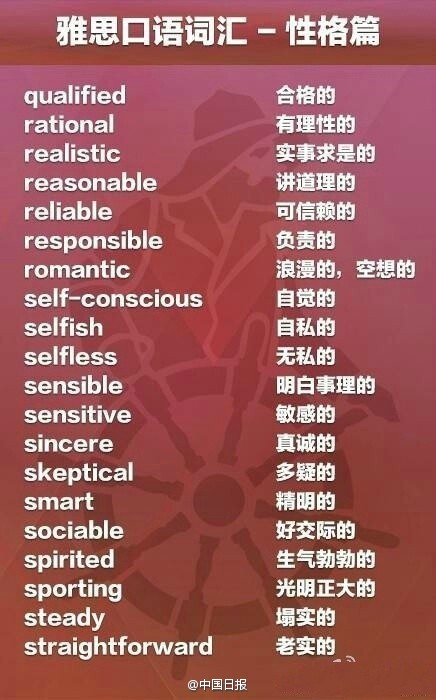 雅思口语词汇 - 性格篇
qualified 合格的
rational 有理性的
realistic 实事求是的
reasonable 讲道理的
reliable 可信赖的
responsible 负责的
romantic 浪漫的，空想的
self-conscious 自觉的
selfish 自私的
selfless 无私的
sensible 明白事理的
sensitive 敏感的
sincere 真诚的
skeptical 多疑的
smart 精明的
sociable 好交际的
spirited 生气勃勃的
sporting 光明正大的
steady 塌实的
straightforward 老实的
@中国日报